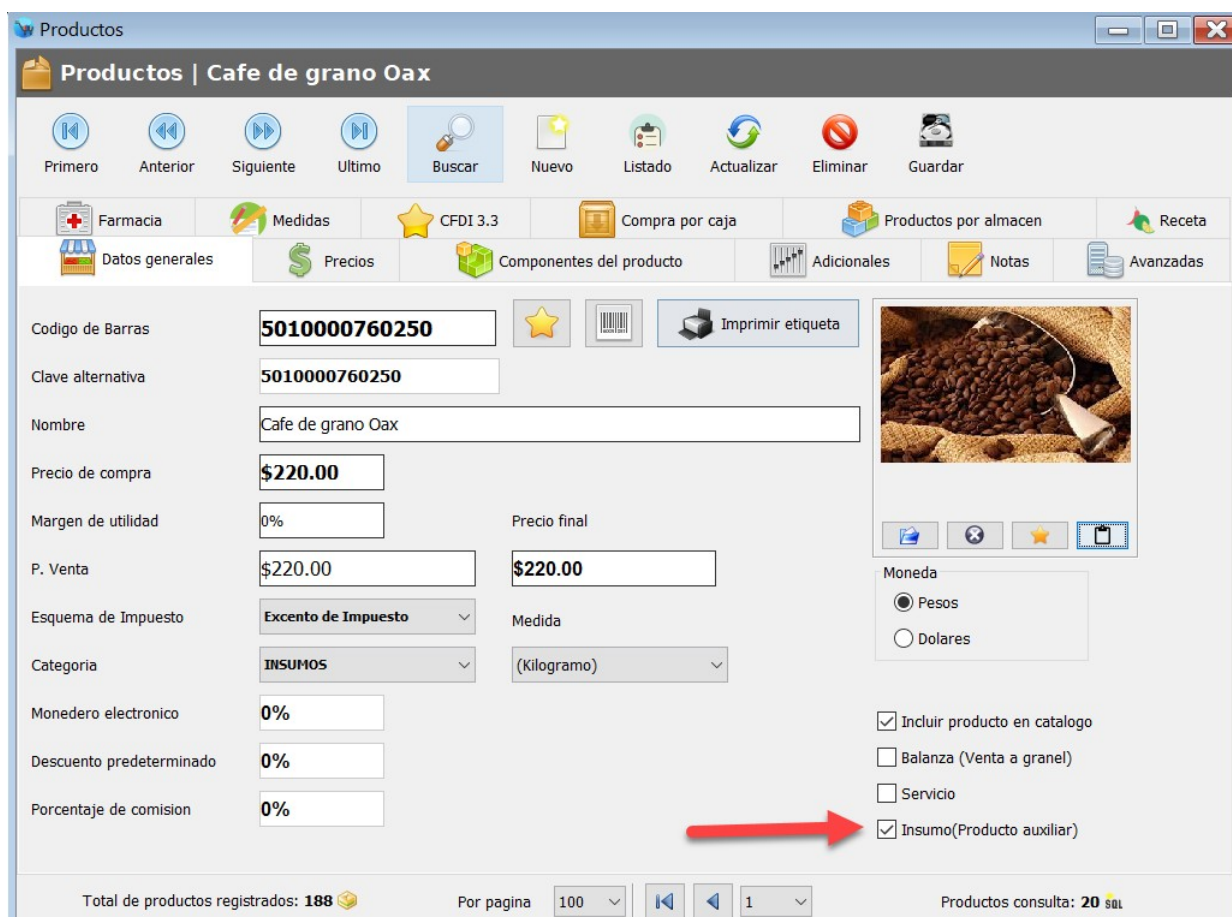 Productos
Productos | Cafe de grano Oax
Primero Anterior Siguiente Ultimo Buscar Nuevo Listado Actualizar Eliminar Guardar
Farmacia Medidas CFDI 3.3 Compra por caja Productos por almacen Receta
Datos generales Precios Componentes del producto Adicionales Notas Avanzadas
Codigo de Barras 5010000760250 Imprimir etiqueta
Clave alternativa 5010000760250
Nombre Cafe de grano Oax
Precio de compra $220.00
Margen de utilidad 0% Precio final
P. Venta $220.00 $220.00
Moneda
Pesos
Esquema de Impuesto Excento de Impuesto Medida
Dolares
Categoria INSUMOS (Kilogramo)
Monedero electronico 0%
Incluir producto en catalogo
Descuento predeterminado 0%
Balanza (Venta a granel)
Servicio
Porcentaje de comision 0%
Insumo(Producto auxiliar)
Total de productos registrados: 188 Por pagina 100 1 Productos consulta: 20 SQL